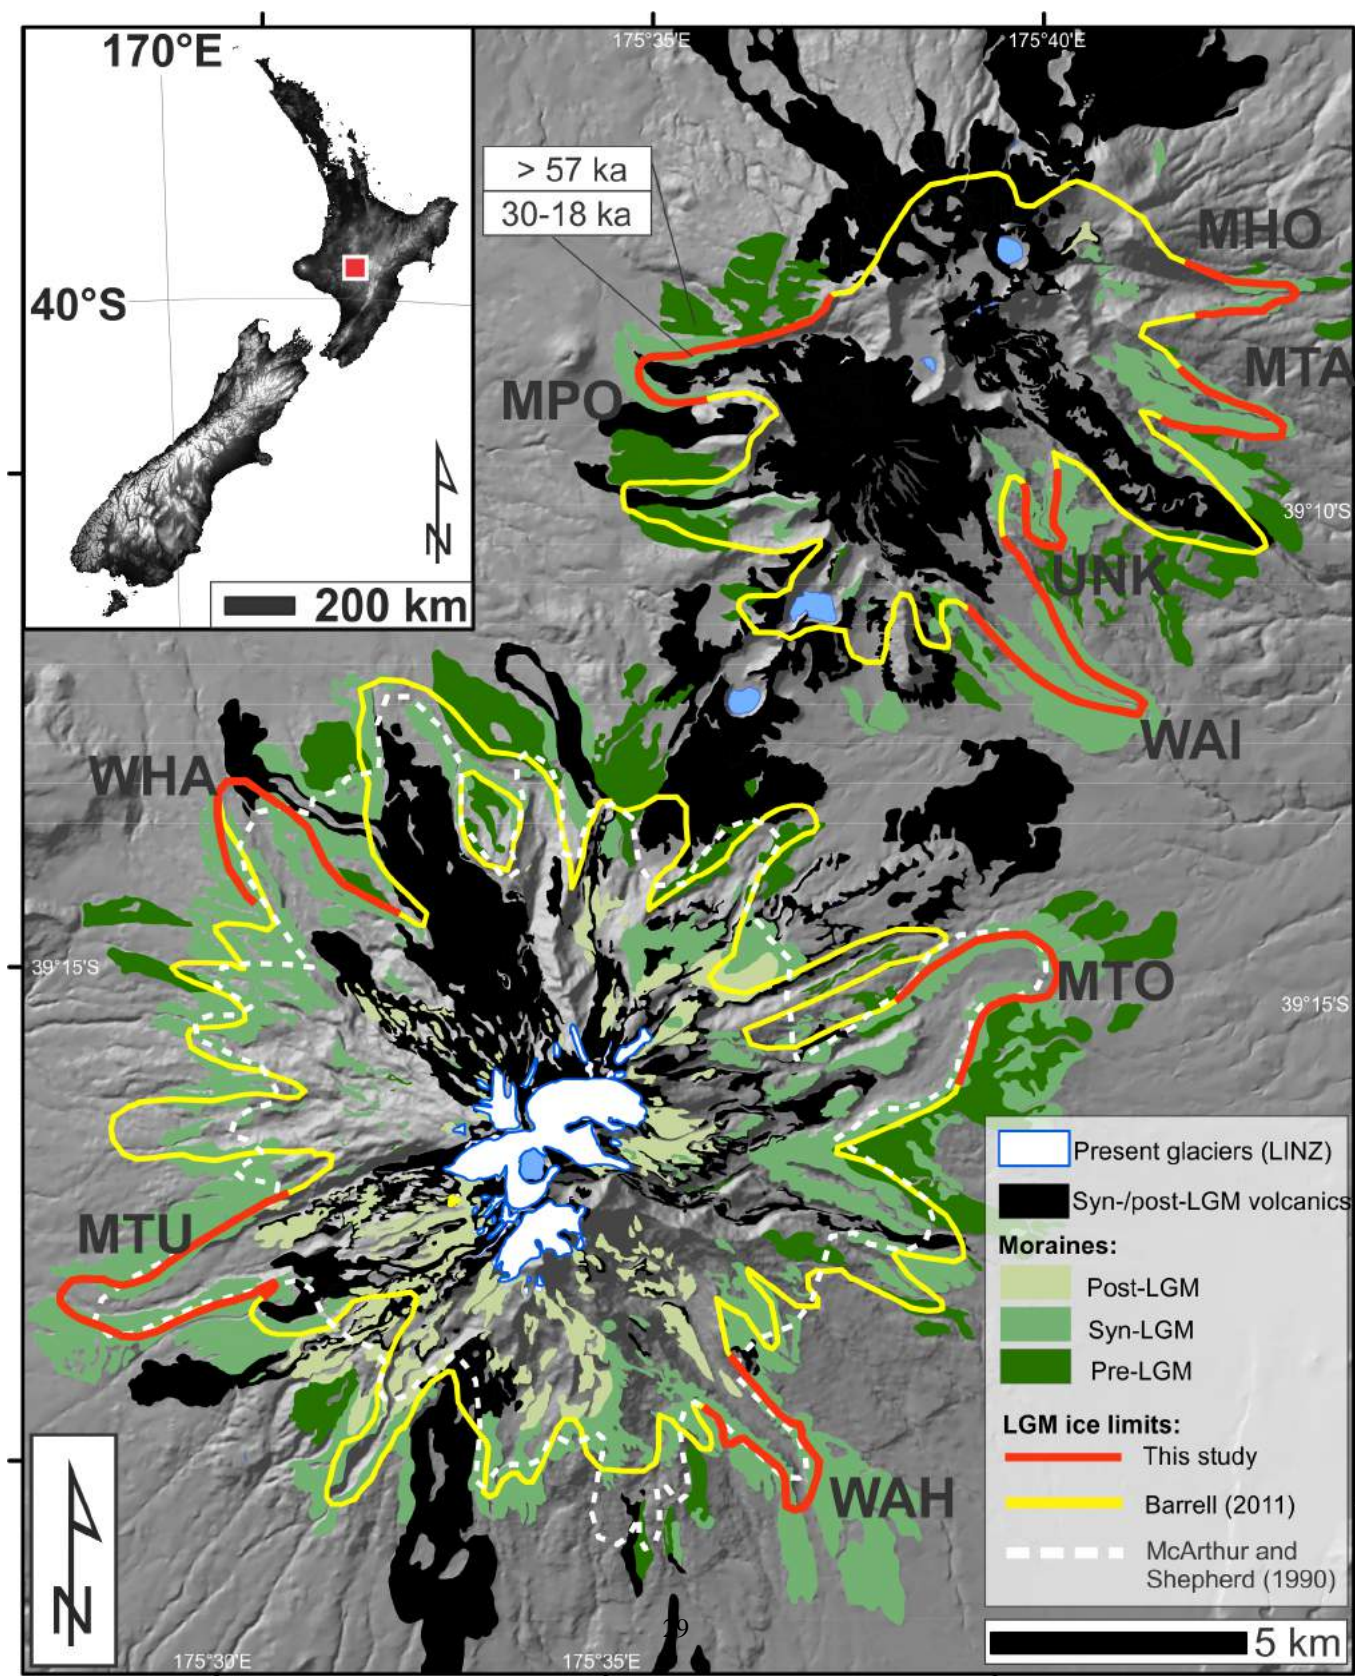 170°E
175°35'E
175°40'E
> 57 ka
30-18 ka
MHO
40°S
MTA
MPO
39°10'S
N
UNK
200 km
WAI
WHA
39°15'S
MTO
39°15'S
Present glaciers (LINZ)
Syn-/post-LGM volcanics
MTU
Moraines:
Post-LGM
Syn-LGM
Pre-LGM
LGM ice limits:
This study
WAH
Barrell (2011)
McArthur and
Shepherd (1990)
N
29
5 km
175°30'E
175°35'E